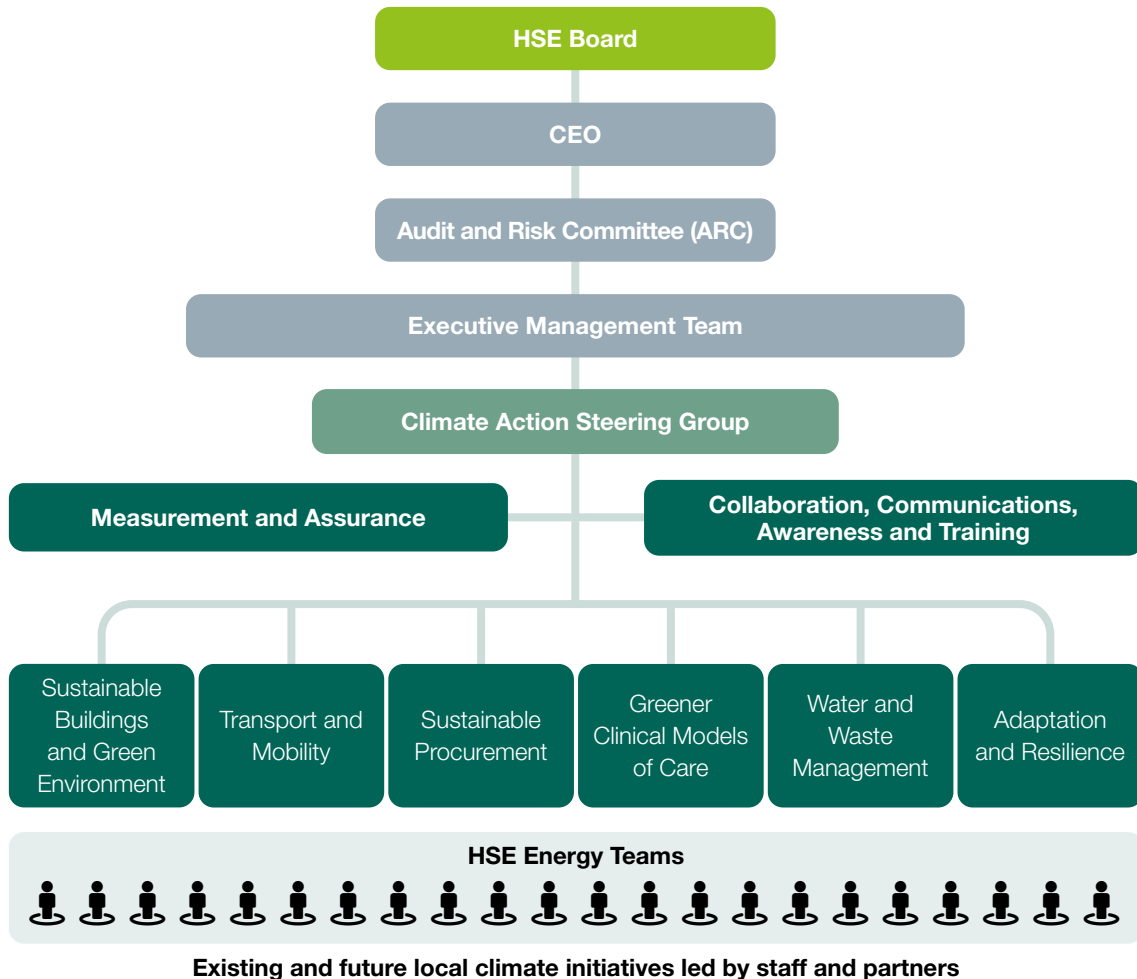 HSE Board
CEO
Audit and Risk Committee (ARC)
Executive Management Team
Climate Action Steering Group
Measurement and Assurance
Collaboration, Communications,
Awareness and Training
Sustainable
Buildings
and Green
Environment
Transport and
Mobility
Sustainable
Procurement
Greener
Clinical Models
of Care
Water and
Waste
Management
Adaptation
and Resilience
HSE Energy Teams
Existing and future local climate initiatives led by staff and partners